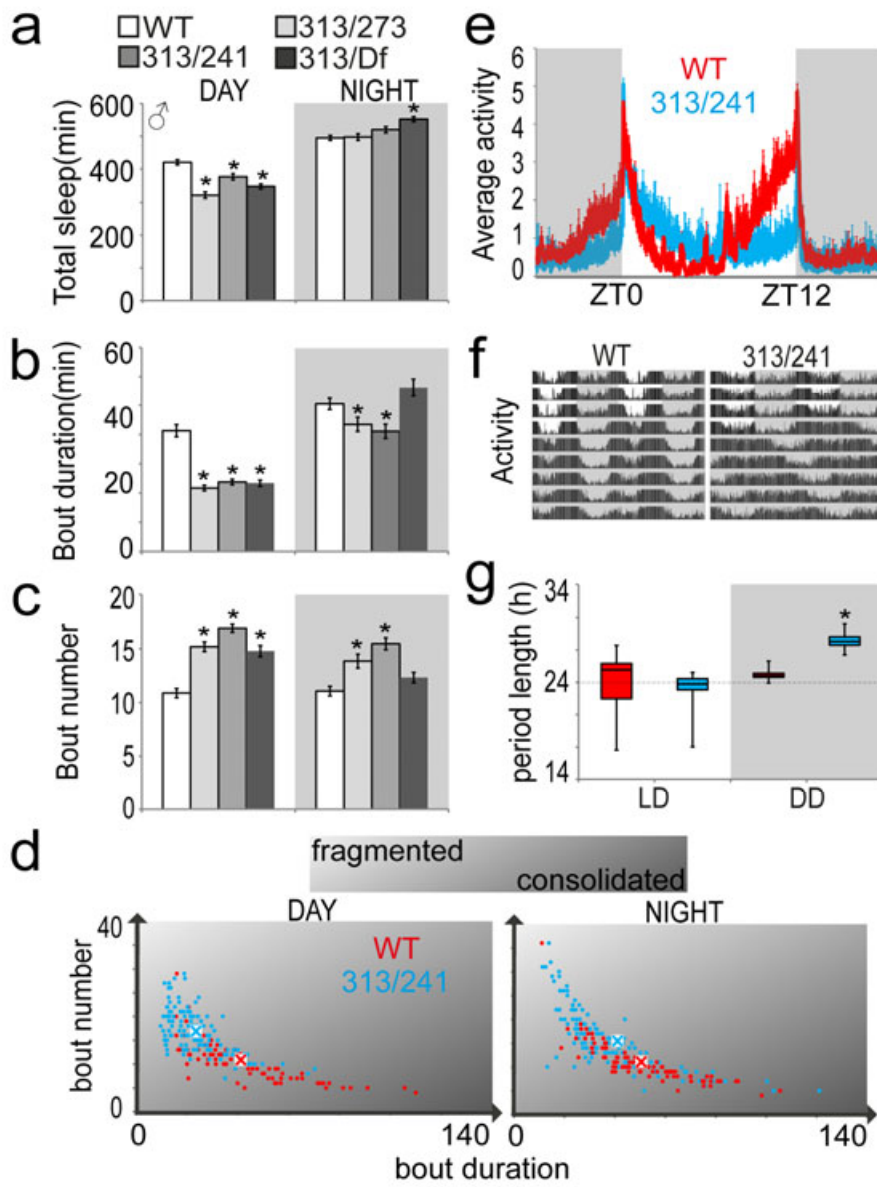 a
WT
313/273
313/241
313/Df
DAY
NIGHT
♂
Total sleep(min)
600
400
200
0
*
*
*
*
b
Bout duration(min)
60
40
20
0
*
*
*
*
*
c
Bout number
20
15
10
5
0
*
*
*
*
*
d
fragmented
consolidated
DAY
NIGHT
bout number
40
0
WT
313/241
0
140
0
140
bout duration
e
WT
313/241
Average activity
6
5
4
3
2
1
0
ZT0
ZT12
f
WT
313/241
Activity
g
period length (h)
34
24
14
*
LD
DD